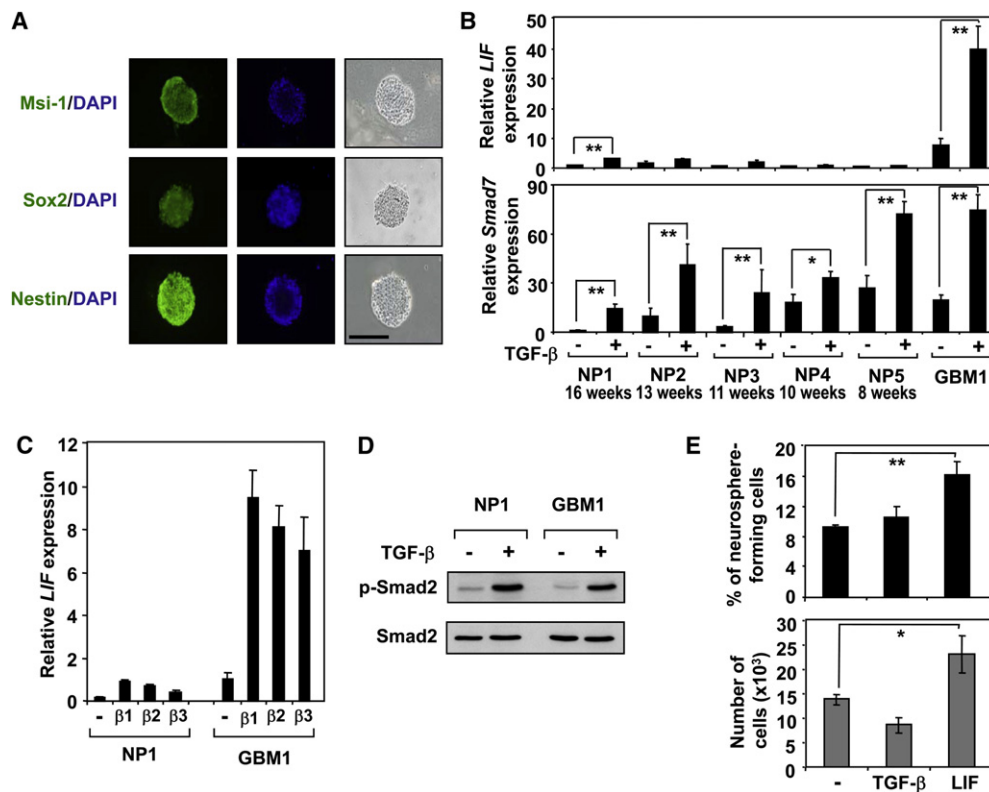 A
Msi-1/DAPI
Sox2/DAPI
Nestin/DAPI
B
Relative LIF
expression
50
40
30
20
10
0
**
**
Relative Smad7
expression
90
60
30
0
**
**
**
*
**
**
TGF-β
- + - + - + - + - + - +
NP1 NP2 NP3 NP4 NP5 GBM1
16 weeks 13 weeks 11 weeks 10 weeks 8 weeks
C
Relative LIF expression
12
10
8
6
4
2
0
- β1 β2 β3 - β1 β2 β3
NP1 GBM1
D
NP1 GBM1
TGF-β - + - +
p-Smad2
Smad2
E
% of neurosphere-
forming cells
20
16
12
8
4
0
**
Number of
cells (x10³)
30
25
20
15
10
5
0
*
- TGF-β LIF